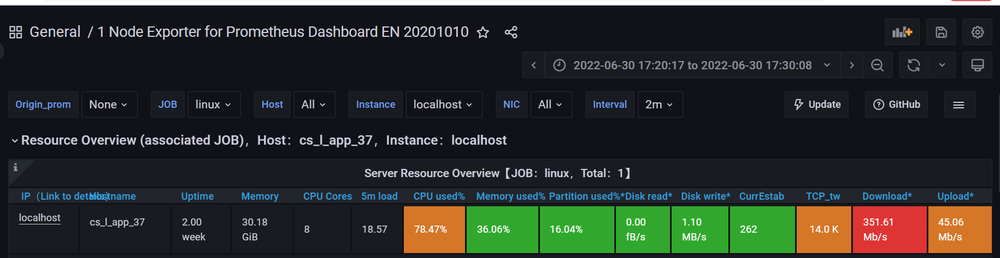 General / 1 Node Exporter for Prometheus Dashboard EN 20201010
2022-06-30 17:20:17 to 2022-06-30 17:30:08
Origin_prom None JOB linux Host All Instance localhost NIC All Interval 2m Update GitHub
Resource Overview (associated JOB)，Host：cs_l_app_37，Instance：localhost
Server Resource Overview【JOB：linux，Total：1】
IP（Link to details） Hostname Uptime Memory CPU Cores 5m load CPU used% Memory used% Partition used%* Disk read* Disk write* CurrEstab TCP_tw Download* Upload*
localhost cs_l_app_37 2.00 week 30.18 GiB 8 18.57 78.47% 36.06% 16.04% 0.00 fB/s 1.10 MB/s 262 14.0 K 351.61 Mb/s 45.06 Mb/s